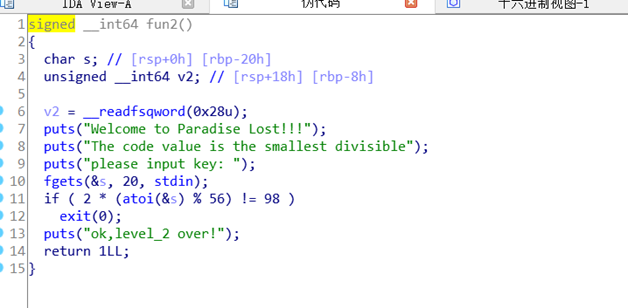 IDA View-A 伪代码 十六进制视图-1
1 signed __int64 fun2()
2 {
3 char s; // [rsp+0h] [rbp-20h]
4 unsigned __int64 v2; // [rsp+18h] [rbp-8h]
5
6 v2 = __readfsqword(0x28u);
7 puts("Welcome to Paradise Lost!!!");
8 puts("The code value is the smallest divisible");
9 puts("please input key: ");
10 fgets(&s, 20, stdin);
11 if ( 2 * (atoi(&s) % 56) != 98 )
12 exit(0);
13 puts("ok,level_2 over!");
14 return 1LL;
15 }